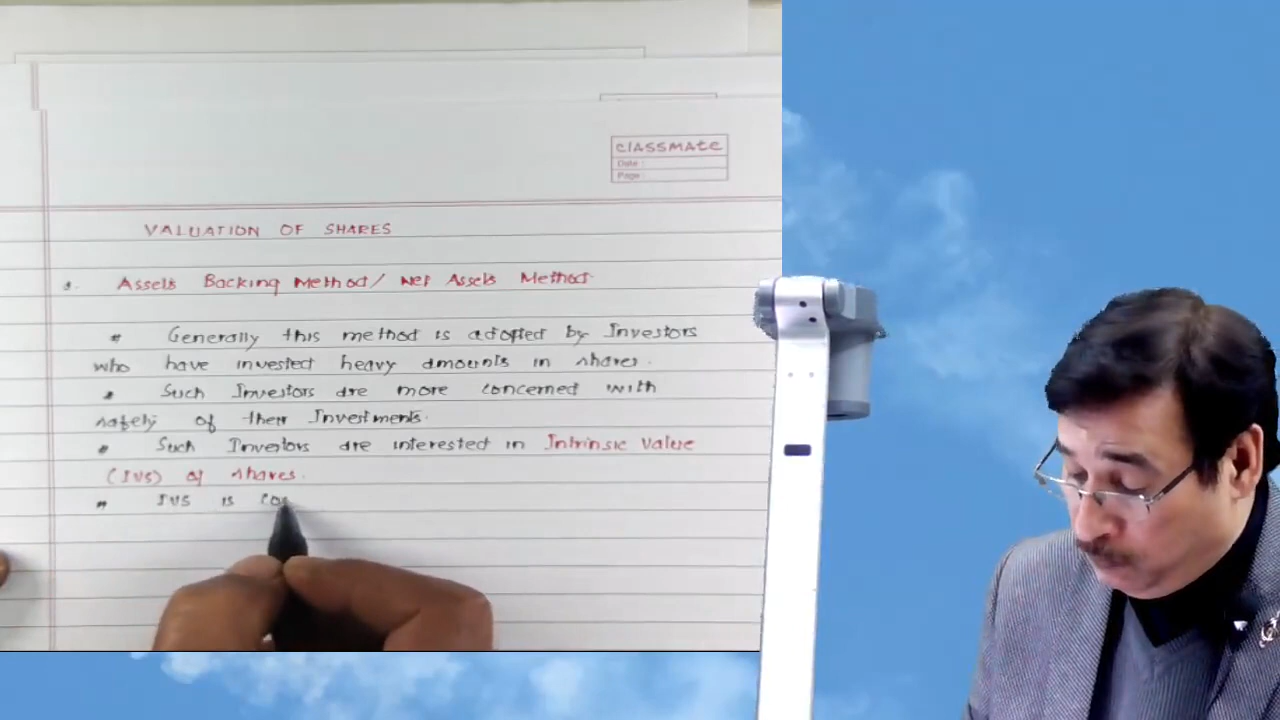 classmate
Date :
Page :
VALUATION OF SHARES
Assets Backing Method/ Net Assets Method
Generally this method is adopted by Investors
who have invested heavy amounts in shares.
Such Investors are more concerned with
safety of their Investments.
Such Investors are interested in Intrinsic Value
(IVS) of shares.
IVS is